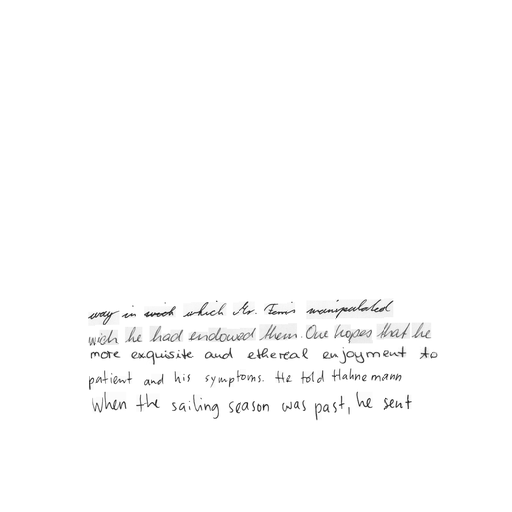 way in wich which Mr. Ferris manipulated
wich he had endowed them. One hopes that he
more exquisite and ethereal enjoyment to
patient and his symptoms. He told Hahnemann
When the sailing season was past, he sent